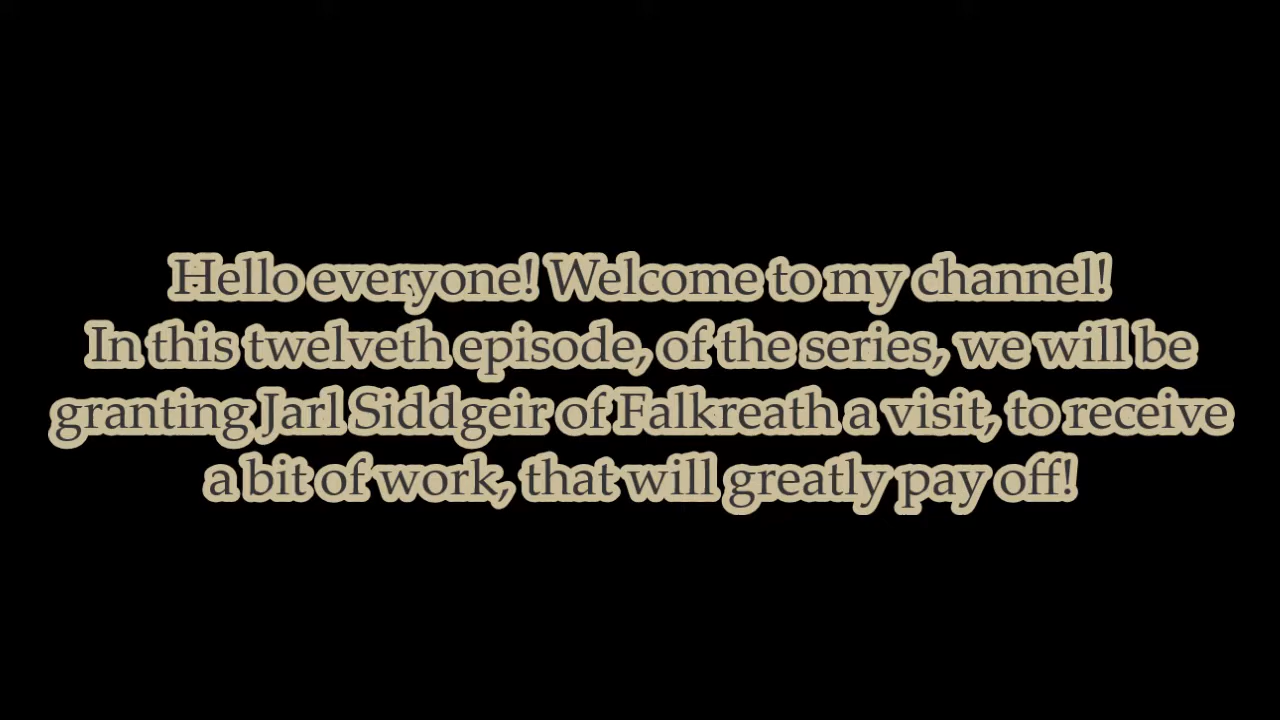 Hello everyone! Welcome to my channel!
In this twelveth episode, of the series, we will be
granting Jarl Siddgeir of Falkreath a visit, to receive
a bit of work, that will greatly pay off!